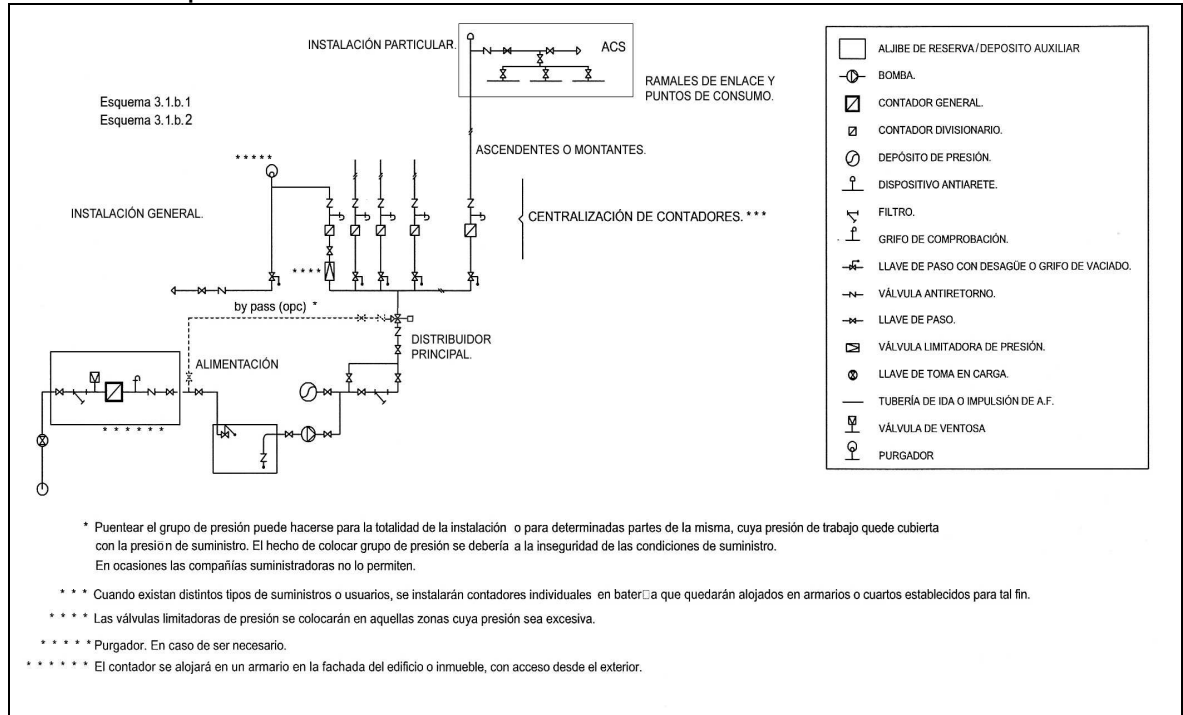 INSTALACIÓN PARTICULAR.
ACS
RAMALES DE ENLACE Y
PUNTOS DE CONSUMO.
Esquema 3.1.b.1
Esquema 3.1.b.2
ASCENDENTES O MONTANTES.
* * * * *
INSTALACIÓN GENERAL.
CENTRALIZACIÓN DE CONTADORES. * * *
* * * *
by pass (opc) *
DISTRIBUIDOR
PRINCIPAL.
ALIMENTACIÓN
* * * * * *
ALJIBE DE RESERVA/DEPOSITO AUXILIAR
BOMBA.
CONTADOR GENERAL.
CONTADOR DIVISIONARIO.
DEPÓSITO DE PRESIÓN.
DISPOSITIVO ANTIARETE.
FILTRO.
GRIFO DE COMPROBACIÓN.
LLAVE DE PASO CON DESAGÜE O GRIFO DE VACIADO.
VÁLVULA ANTIRETORNO.
LLAVE DE PASO.
VÁLVULA LIMITADORA DE PRESIÓN.
LLAVE DE TOMA EN CARGA.
TUBERÍA DE IDA O IMPULSIÓN DE A.F.
VÁLVULA DE VENTOSA
PURGADOR
* Puentear el grupo de presión puede hacerse para la totalidad de la instalación o para determinadas partes de la misma, cuya presión de trabajo quede cubierta
con la presión de suministro. El hecho de colocar grupo de presión se debería a la inseguridad de las condiciones de suministro.
En ocasiones las compañías suministradoras no lo permiten.
* * * Cuando existan distintos tipos de suministros o usuarios, se instalarán contadores individuales en bater□a que quedarán alojados en armarios o cuartos establecidos para tal fin.
* * * * Las válvulas limitadoras de presión se colocarán en aquellas zonas cuya presión sea excesiva.
* * * * * Purgador. En caso de ser necesario.
* * * * * * El contador se alojará en un armario en la fachada del edificio o inmueble, con acceso desde el exterior.